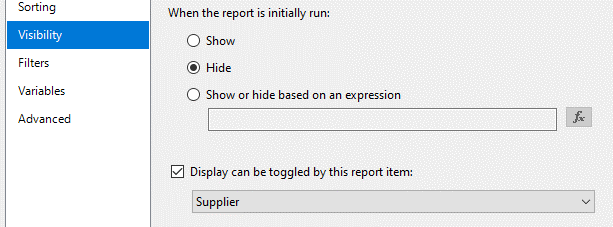 Sorting
Visibility
Filters
Variables
Advanced
When the report is initially run:
Show
Hide
Show or hide based on an expression
fx
Display can be toggled by this report item:
Supplier